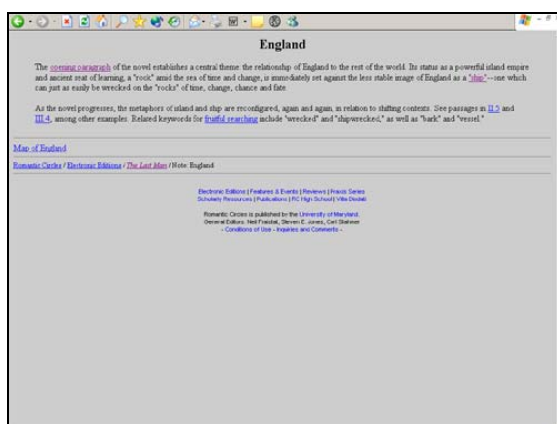 England
The opening paragraph of the novel establishes a central theme: the relationship of England to the rest of the world. Its status as a powerful island empire
and ancient seat of learning, a "rock" amid the sea of time and change, is immediately set against the less stable image of England as a "ship"--one which
can just as easily be wrecked on the "rocks" of time, change, chance and fate.
As the novel progresses, the metaphors of island and ship are reconfigured, again and again, in relation to shifting contexts. See passages in II.5 and
III.4, among other examples. Related keywords for fruitful searching include "wrecked" and "shipwrecked," as well as "bark" and "vessel."
Map of England
Romantic Circles / Electronic Editions / The Last Man / Note: England
Electronic Editions | Features & Events | Reviews | Praxis Series
Scholarly Resources | Publications | RC High School | Villa Diodati
Romantic Circles is published by the University of Maryland.
General Editors: Neil Fraistat, Steven E. Jones, Carl Stahmer
- Conditions of Use - Inquiries and Comments -